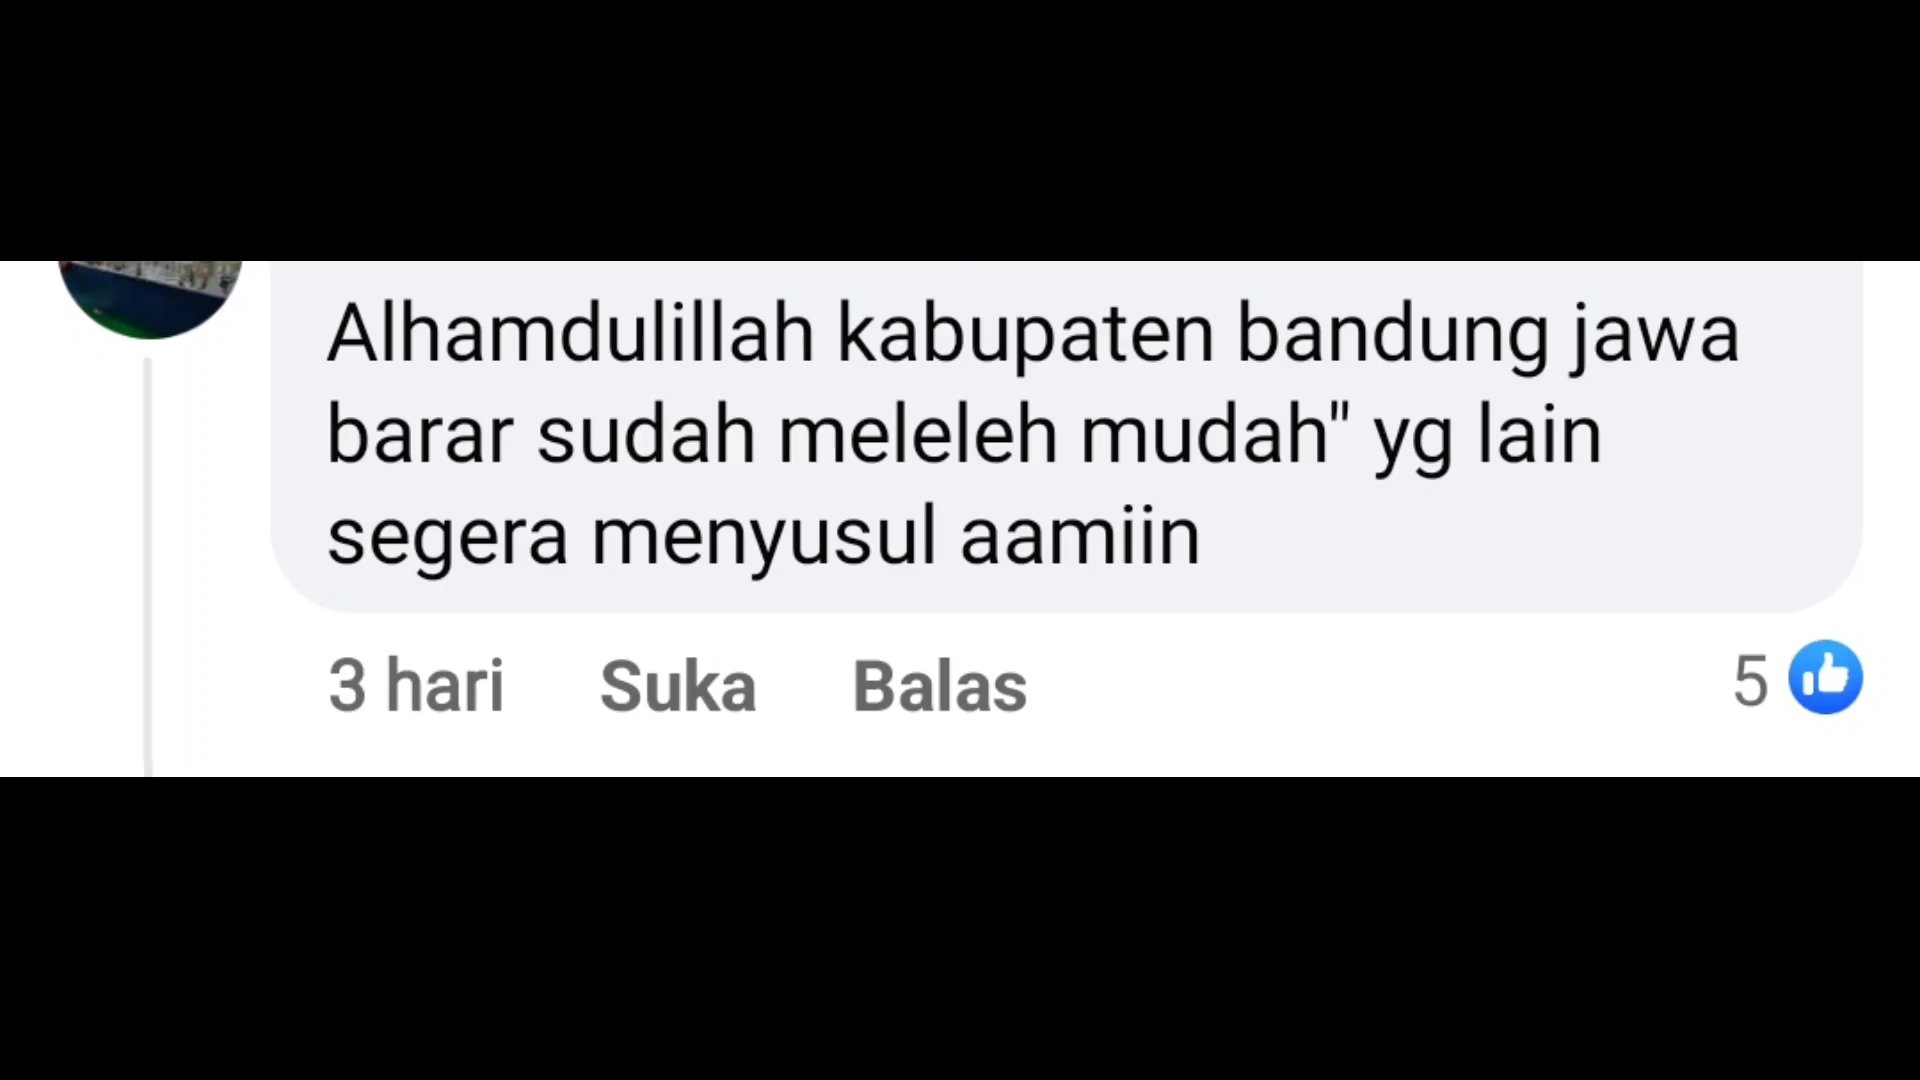 Alhamdulillah kabupaten bandung jawa
barar sudah meleleh mudah" yg lain
segera menyusul aamiin
3 hari Suka Balas 5